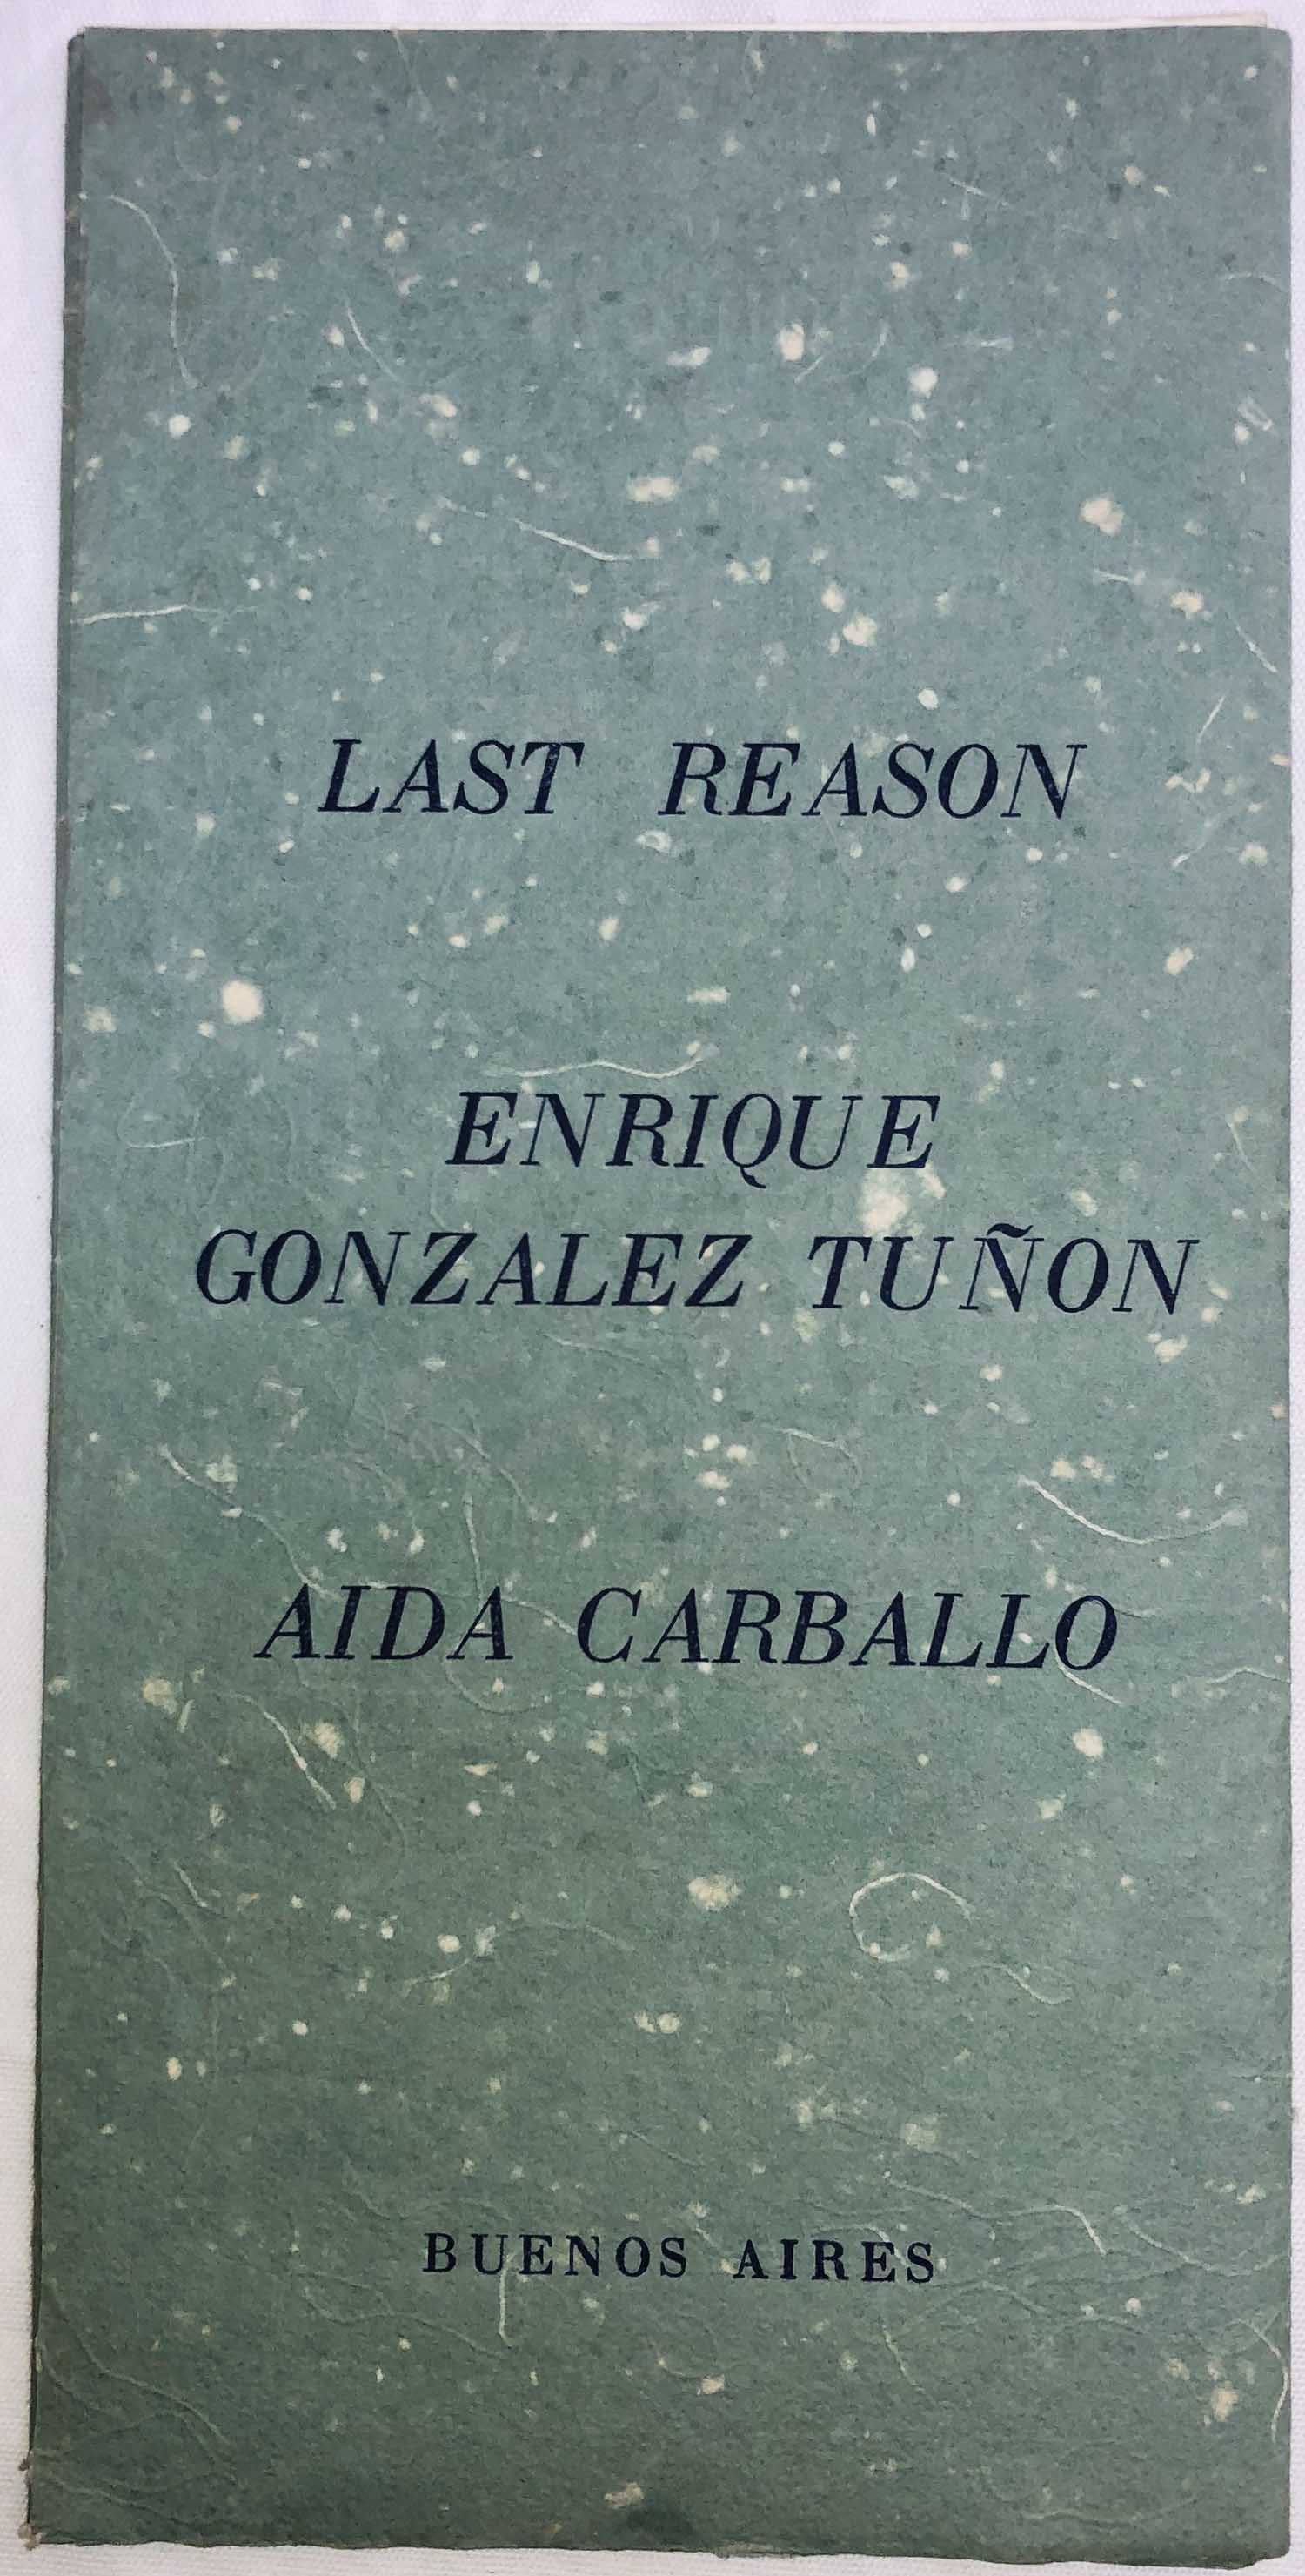 LAST REASON
ENRIQUE
GONZALEZ TUÑON
AIDA CARBALLO
BUENOS AIRES